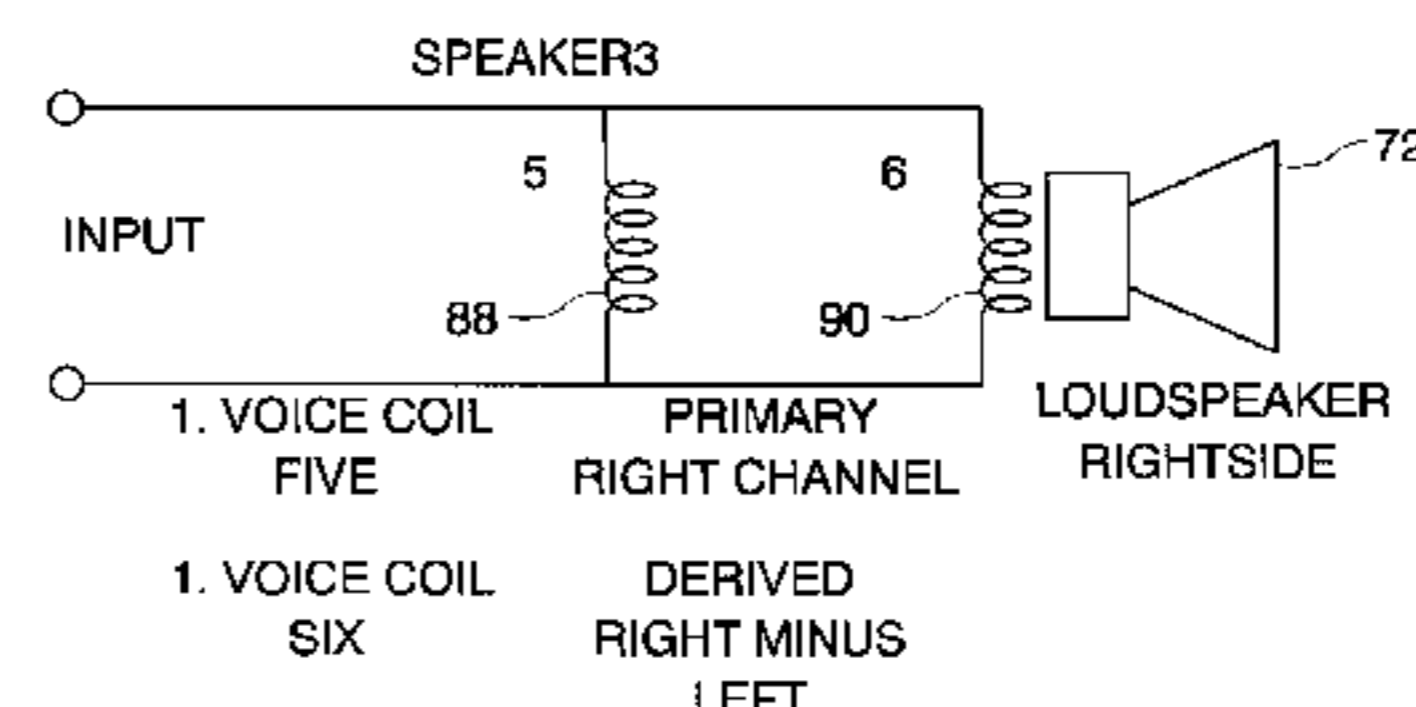 SPEAKER3
5
6
72
INPUT
88
90
1. VOICE COIL
FIVE
PRIMARY
RIGHT CHANNEL
LOUDSPEAKER
RIGHTSIDE
1. VOICE COIL
SIX
DERIVED
RIGHT MINUS
LEFT